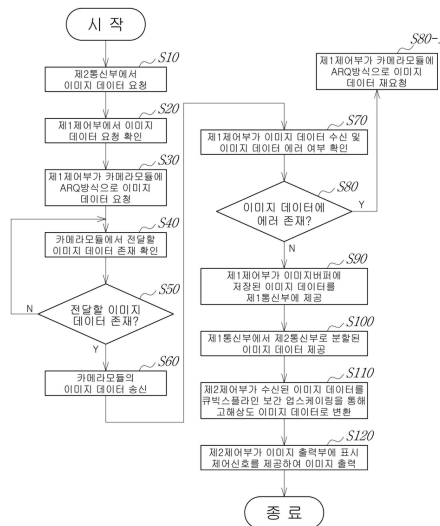 시 작
S10
제2통신부에서
이미지 데이터 요청
S20
제1제어부에서 이미지
데이터 요청 확인
S30
제1제어부가 카메라모듈에
ARQ방식으로 이미지
데이터 요청
S40
카메라모듈에서 전달할
이미지 데이터 존재 확인
S50
전달할 이미지
데이터 존재?
N
Y
S60
카메라모듈의
이미지 데이터 송신
S70
제1제어부가 이미지 데이터 수신 및
이미지 데이터 에러 여부 확인
S80
이미지 데이터에
에러 존재?
Y
N
제1제어부가 카메라모듈에
ARQ방식으로 이미지
데이터 재요청
S90
제1제어부가 이미지버퍼에
저장된 이미지 데이터를
제1통신부에 제공
S100
제1통신부에서 제2통신부로 분할된
이미지 데이터 제공
S110
제2제어부가 수신된 이미지 데이터를
큐빅스플라인 보간 업스케일링을 통해
고해상도 이미지 데이터로 변환
S120
제2제어부가 이미지 출력부에 표시
제어신호를 제공하여 이미지 출력
종 료